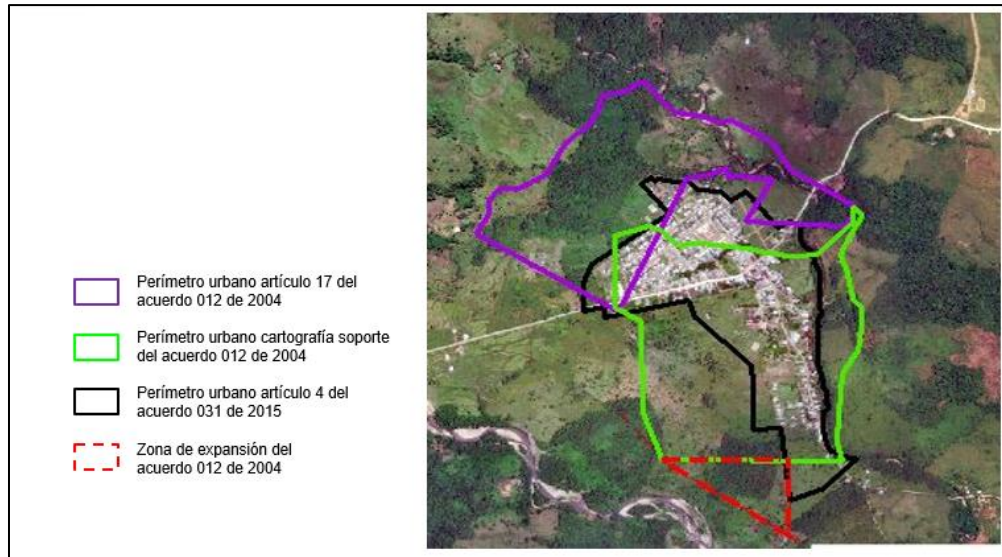 Perímetro urbano artículo 17 del
acuerdo 012 de 2004
Perímetro urbano cartografía soporte
del acuerdo 012 de 2004
Perímetro urbano artículo 4 del
acuerdo 031 de 2015
Zona de expansión del
acuerdo 012 de 2004